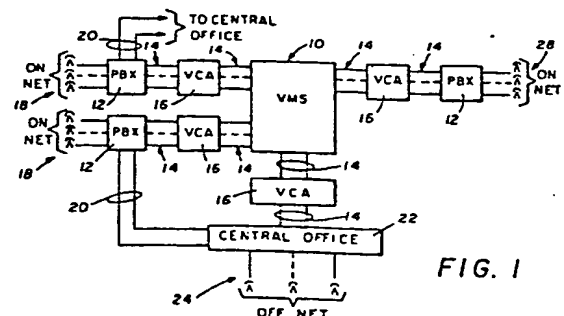 20 TO CENTRAL OFFICE
14 14 10 14 14 28
ON NET PBX VCA VMS VCA PBX ON NET
18 12 16 16 12
ON NET PBX VCA
18 12 14 16 14 14
VCA
16
20 14 22
CENTRAL OFFICE
24
OFF NET
FIG. 1